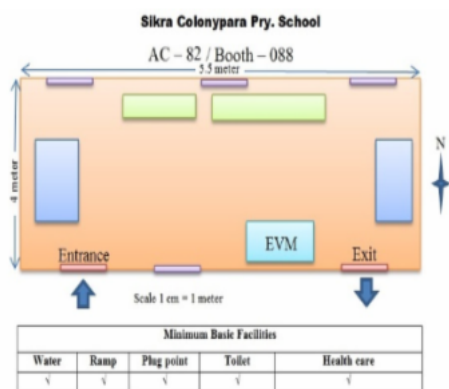 Sikra Colonypara Pry. School
AC – 82 / Booth – 088
5.5 meter
4 meter
N
EVM
Entrance
Exit
Scale 1 cm = 1 meter
Minimum Basic Facilities
Water Ramp Plug point Toilet Health care
√ √ √ √ √